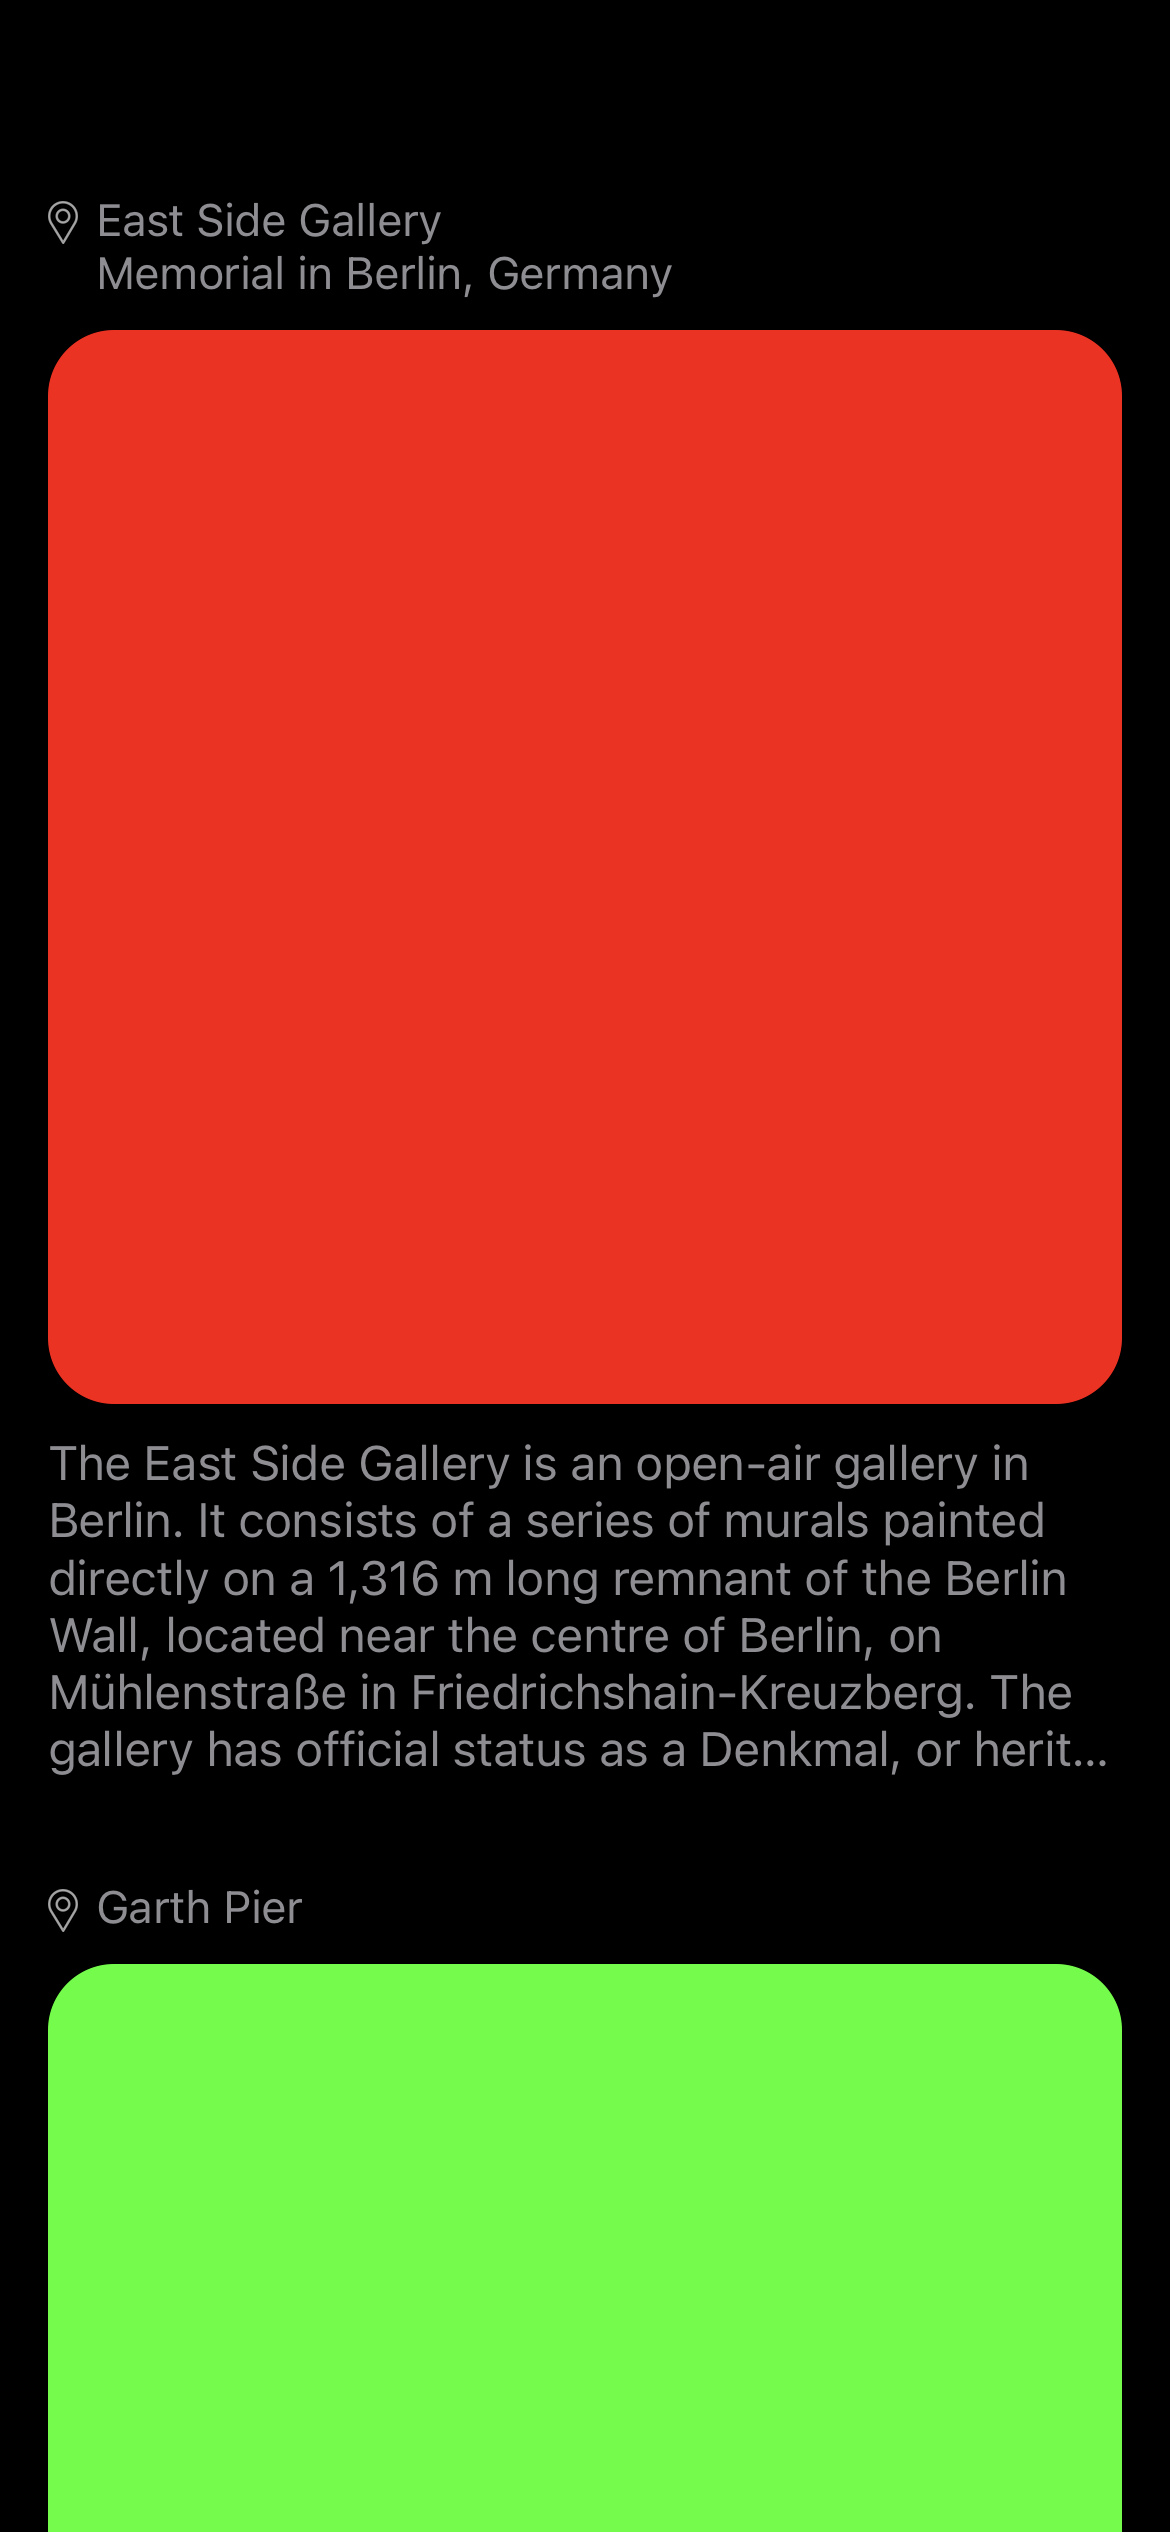 East Side Gallery
Memorial in Berlin, Germany
The East Side Gallery is an open-air gallery in
Berlin. It consists of a series of murals painted
directly on a 1,316 m long remnant of the Berlin
Wall, located near the centre of Berlin, on
Mühlenstraße in Friedrichshain-Kreuzberg. The
gallery has official status as a Denkmal, or herit...
Garth Pier